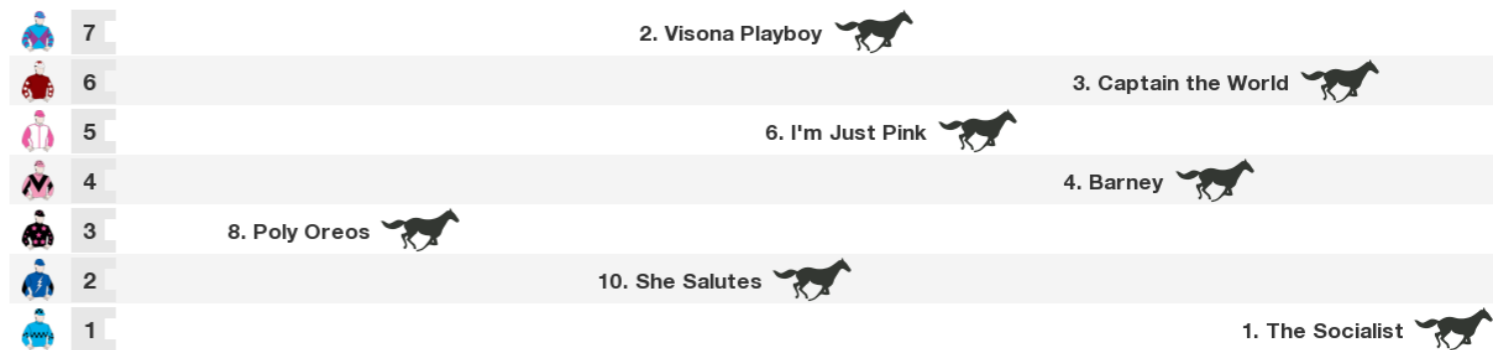 7 2. Visona Playboy
6 3. Captain the World
5 6. I'm Just Pink
4 4. Barney
3 8. Poly Oreos
2 10. She Salutes
1 1. The Socialist